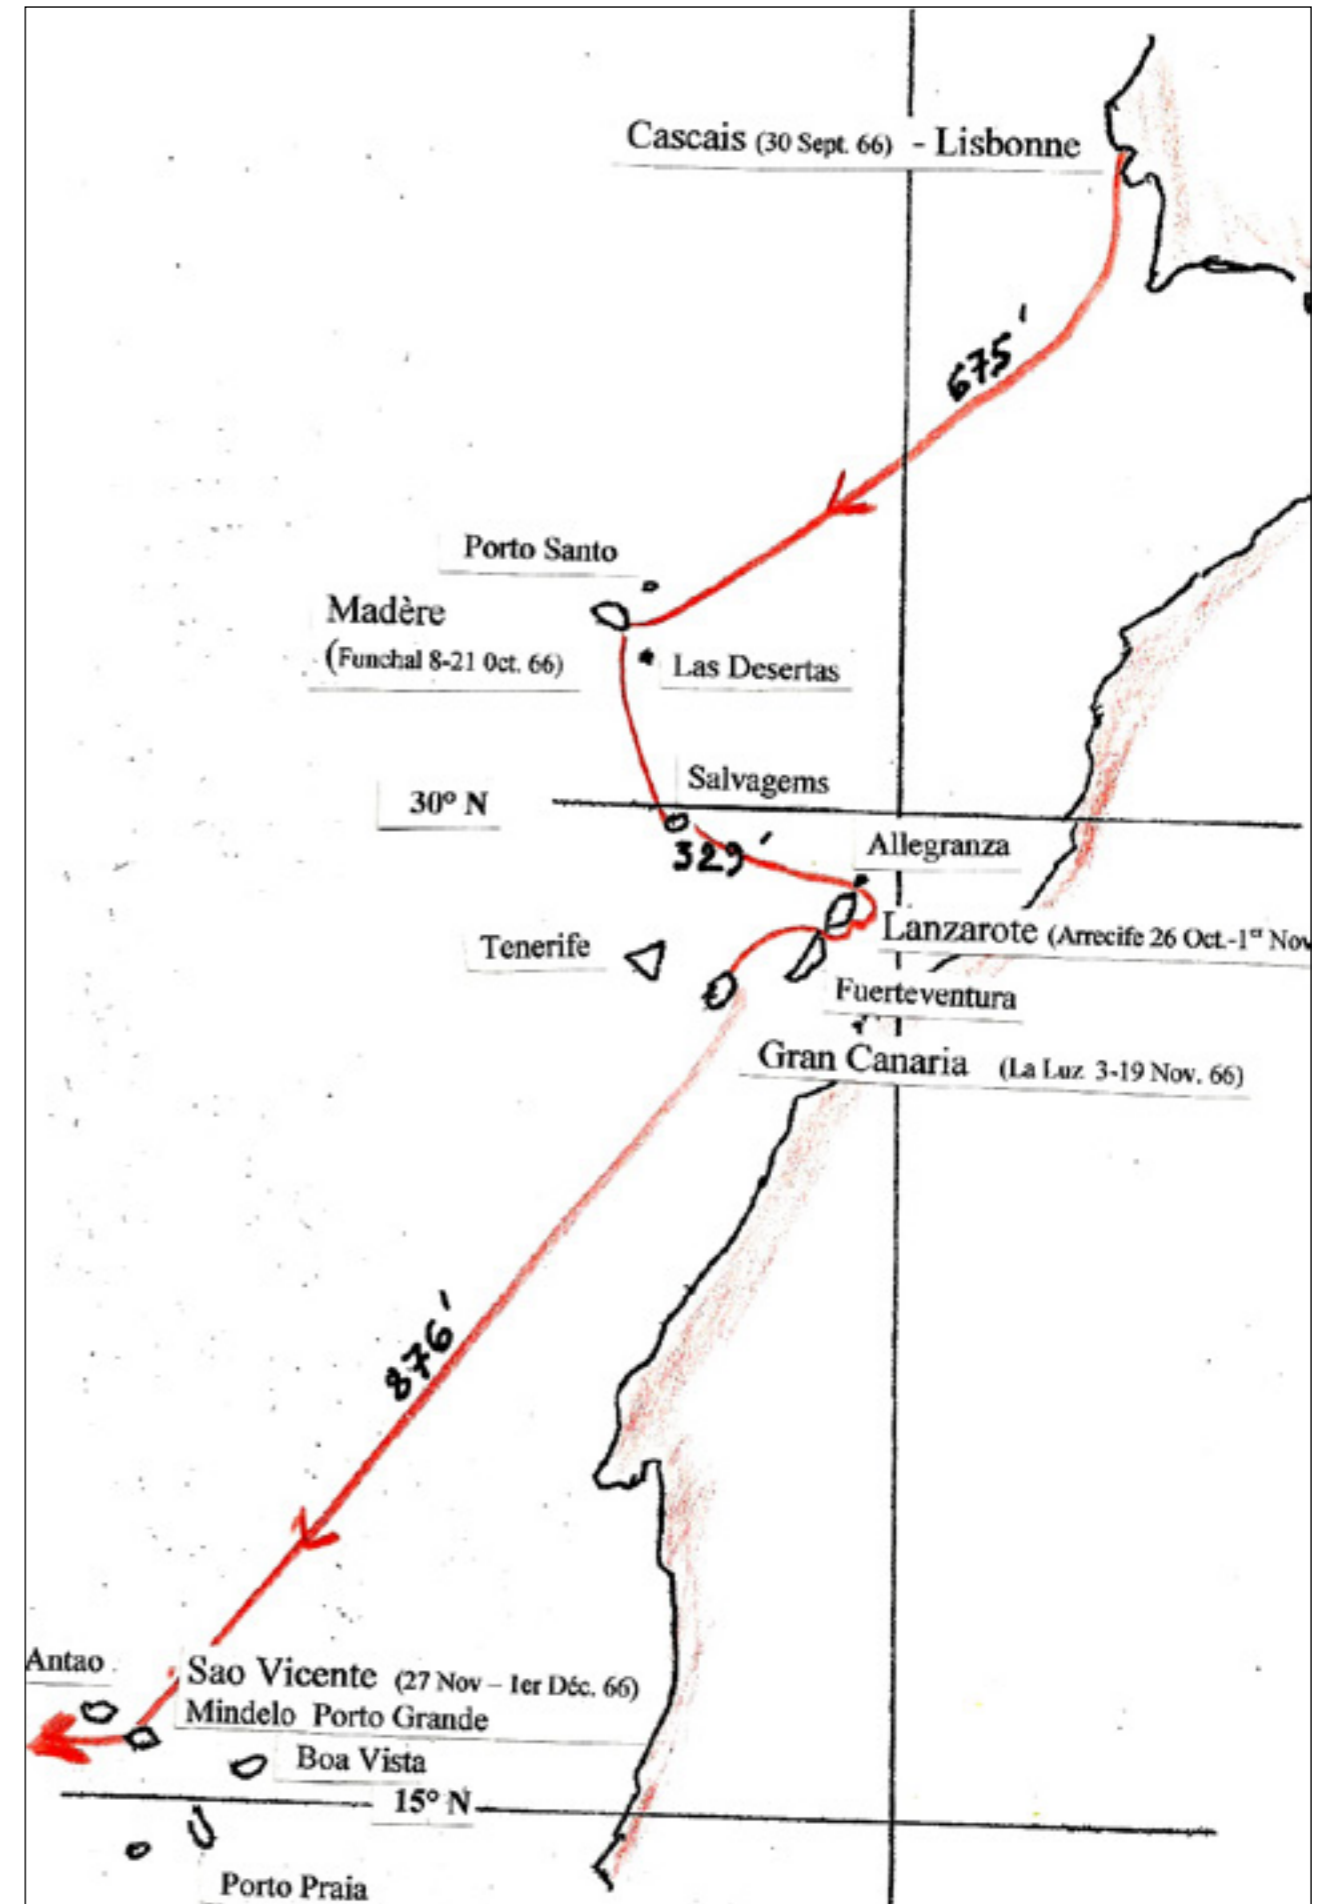 Cascais (30 Sept. 66) - Lisbonne
675'
Porto Santo
Madère
(Funchal 8-21 0ct. 66)
Las Desertas
Salvagems
30° N
329'
Allegranza
Lanzarote (Arrecife 26 Oct.-1er Nov
Tenerife
Fuerteventura
Gran Canaria (La Luz 3-19 Nov. 66)
876'
Antao
Sao Vicente (27 Nov – 1er Déc. 66)
Mindelo Porto Grande
Boa Vista
15° N
Porto Praia